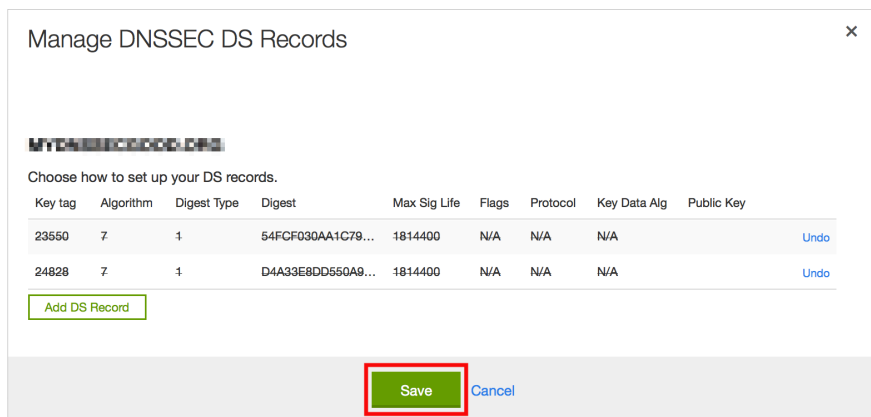 Manage DNSSEC DS Records ×
Choose how to set up your DS records.
Key tag Algorithm Digest Type Digest Max Sig Life Flags Protocol Key Data Alg Public Key
23550 7 1 54FCF030AA1C79... 1814400 N/A N/A N/A Undo
24828 7 1 D4A33E8DD550A9... 1814400 N/A N/A N/A Undo
Add DS Record
Save Cancel